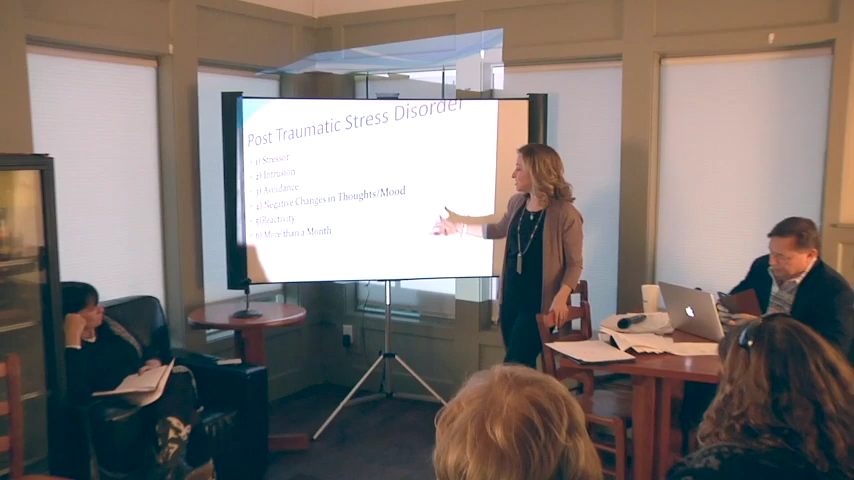 Post Traumatic Stress Disorder
1) Stressor
2) Intrusion
3) Avoidance
4) Negative Changes in Thoughts/Mood
5) Reactivity
6) More than a Month